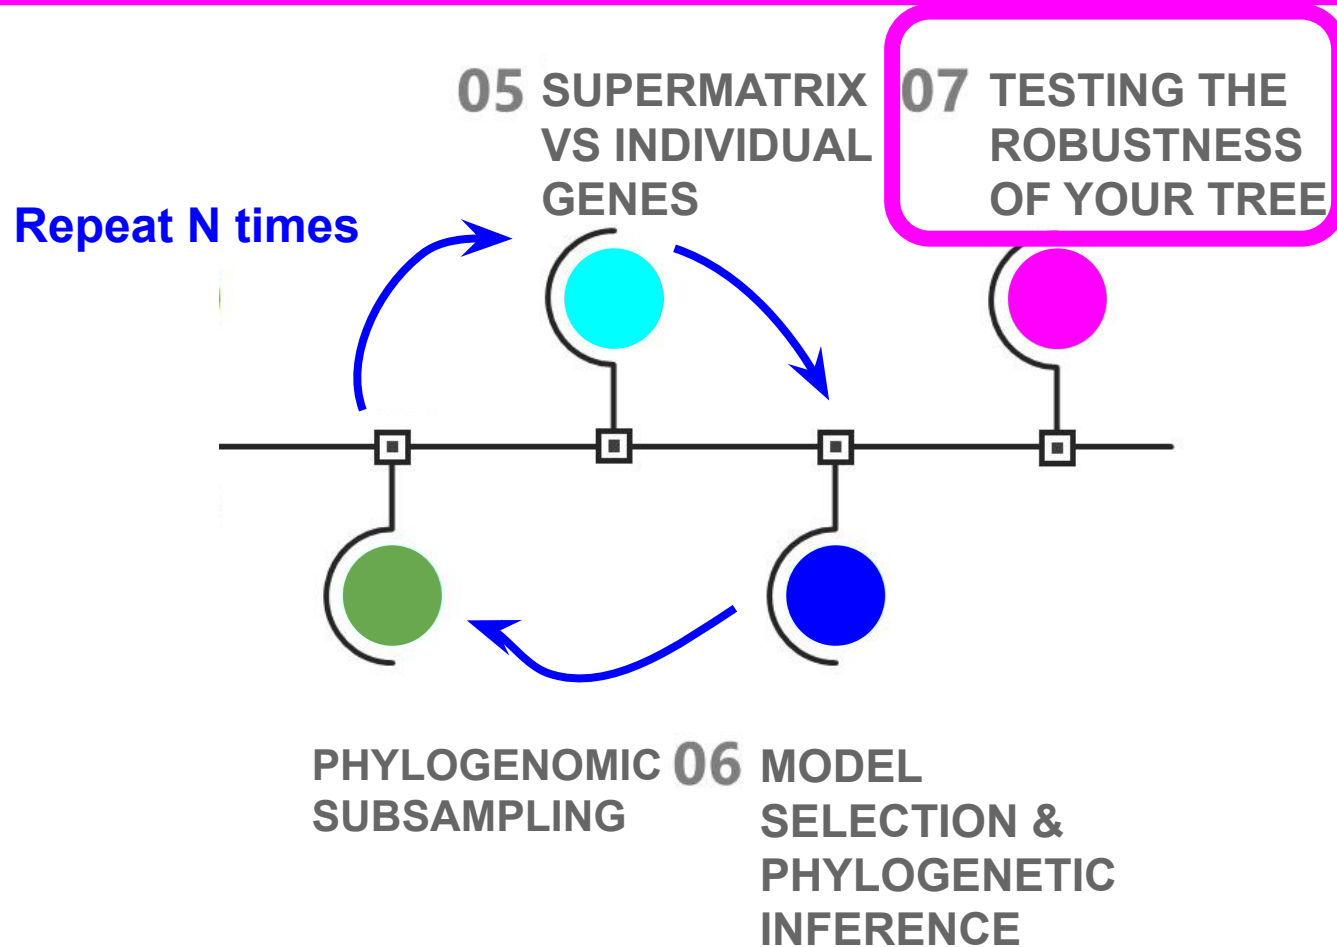 05 SUPERMATRIX
VS INDIVIDUAL
GENES
07 TESTING THE
ROBUSTNESS
OF YOUR TREE
Repeat N times
PHYLOGENOMIC
SUBSAMPLING
06 MODEL
SELECTION &
PHYLOGENETIC
INFERENCE